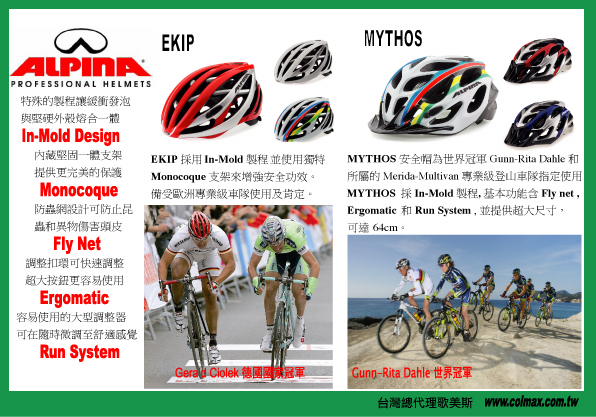 ALPINA
PROFESSIONAL HELMETS
特殊的製程讓緩衝發泡
與堅硬外殼熔合一體
In-Mold Design
內藏堅固一體支架
提供更完美的保護
Monocoque
防蟲網設計可防止昆
蟲和異物傷害頭皮
Fly Net
調整扣環可快速調整
超大按鈕更容易使用
Ergomatic
容易使用的大型調整器
可在隨時微調至舒適感覺
Run System
EKIP
EKIP 採用 In-Mold 製程並使用獨特
Monocoque 支架來增強安全功效。
備受歐洲專業級車隊使用及肯定。
Gerald Ciolek 德國國家冠軍
MYTHOS
MYTHOS 安全帽為世界冠軍 Gunn-Rita Dahle 和
所屬的 Merida-Multivan 專業級登山車隊指定使用
MYTHOS 採 In-Mold 製程, 基本功能含 Fly net ,
Ergomatic 和 Run System , 並提供超大尺寸，
可達 64cm。
Gunn-Rita Dahle 世界冠軍
台灣總代理歌美斯 www.colmax.com.tw